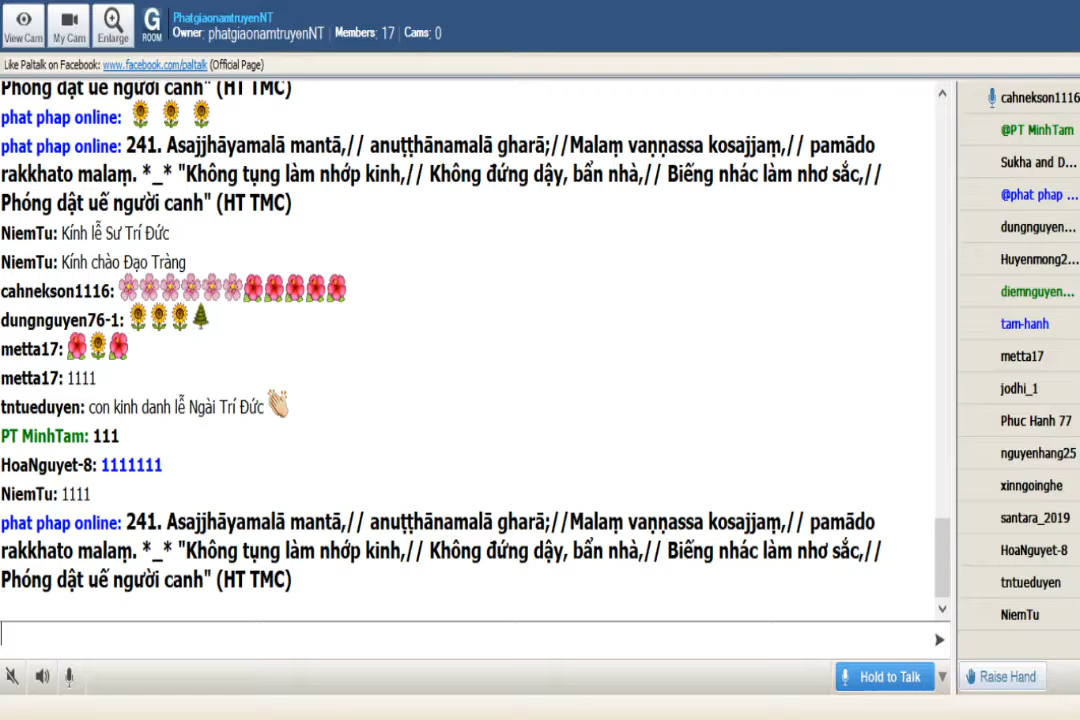 PhatgiaonamtruyenNT
View Cam My Cam Enlarge G ROOM Owner: phatgiaonamtruyenNT Members: 17 Cams: 0
Like Paltalk on Facebook: www.facebook.com/paltalk (Official Page)
Phóng dật uế người canh" (HT TMC)
phat phap online:
phat phap online: 241. Asajjhāyamalā mantā,// anuṭṭhānamalā gharā;//Malaṃ vaṇṇassa kosajjaṃ,// pamādo
rakkhato malaṃ. *_* "Không tụng làm nhớp kinh,// Không đứng dậy, bẩn nhà,// Biếng nhác làm nhơ sắc,//
Phóng dật uế người canh" (HT TMC)
NiemTu: Kính lễ Sư Trí Đức
NiemTu: Kính chào Đạo Tràng
cahnekson1116:
dungnguyen76-1:
metta17:
metta17: 1111
tntueduyen: con kinh danh lễ Ngài Trí Đức
PT MinhTam: 111
HoaNguyet-8: 1111111
NiemTu: 1111
phat phap online: 241. Asajjhāyamalā mantā,// anuṭṭhānamalā gharā;//Malaṃ vaṇṇassa kosajjaṃ,// pamādo
rakkhato malaṃ. *_* "Không tụng làm nhớp kinh,// Không đứng dậy, bẩn nhà,// Biếng nhác làm nhơ sắc,//
Phóng dật uế người canh" (HT TMC)
cahnekson1116
@PT MinhTam
Sukha and D...
@phat phap ...
dungnguyen...
Huyenmong2...
diemnguyen...
tam-hanh
metta17
jodhi_1
Phuc Hanh 77
nguyenhang25
xinngoinghe
santara_2019
HoaNguyet-8
tntueduyen
NiemTu
Hold to Talk
Raise Hand